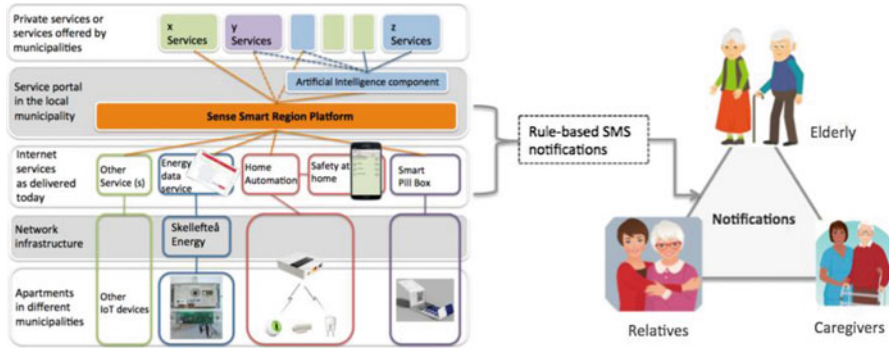 Private services or
services offered by
municipalities
x
Services
y
Services
z
Services
Artificial Intelligence component
Service portal
in the local
municipality
Sense Smart Region Platform
Internet
services
as delivered
today
Other
Service (s)
Energy
data
service
Home
Automation
Safety at
home
Smart
Pill Box
Network
infrastructure
Skellefteå
Energy
Apartments
in different
municipalities
Other
IoT devices
Rule-based SMS
notifications
Elderly
Notifications
Relatives
Caregivers